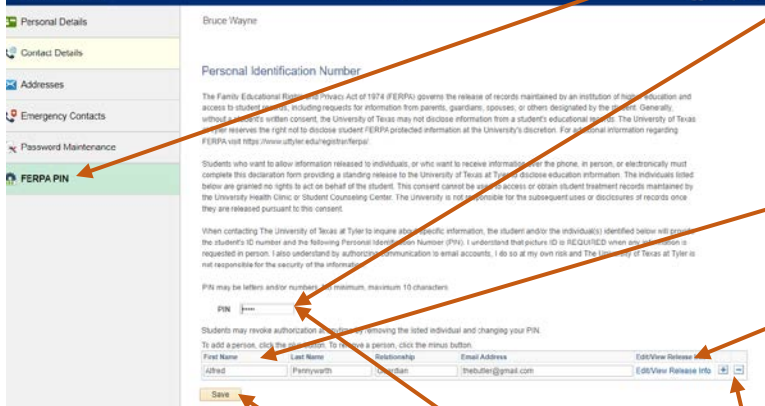 Personal Details
Contact Details
Addresses
Emergency Contacts
Password Maintenance
FERPA PIN
Bruce Wayne
Personal Identification Number
The Family Educational Rights and Privacy Act of 1974 (FERPA) governs the release of records maintained by an institution of higher education and
access to student records, including requests for information from parents, guardians, spouses, or others designated by the student. Generally,
without a student's written consent, the University of Texas may not disclose information from a student's educational records. The University of Texas
at Tyler reserves the right not to disclose student FERPA protected information at the University's discretion. For additional information regarding
FERPA visit https://www.uttyler.edu/registrar/ferpa/.
Students who want to allow information released to individuals, or who want to receive information over the phone, in person, or electronically must
complete this declaration form providing a standing release to the University of Texas at Tyler to disclose education information. The individuals listed
below are granted no rights to act on behalf of the student. This consent cannot be used to access or obtain student treatment records maintained by
the University Health Clinic or Student Counseling Center. The University is not responsible for the subsequent uses or disclosures of records once
they are released pursuant to this consent.
When contacting The University of Texas at Tyler to inquire about specific information, the student and/or the individual(s) identified below will provide
the student's ID number and the following Personal Identification Number (PIN). I understand that picture ID is REQUIRED when any information is
requested in person. I also understand by authorizing communication to email accounts, I do so at my own risk and The University of Texas at Tyler is
not responsible for the security of the information.
PIN may be letters and/or numbers. No minimum, maximum 10 characters.
PIN
Students may revoke authorization at anytime by removing the listed individual and changing your PIN.
To add a person, click the plus button. To remove a person, click the minus button.
First Name Last Name Relationship Email Address Edit/View Release Info
Alfred Pennyworth Guardian thebutler@gmail.com Edit/View Release Info + -
Save